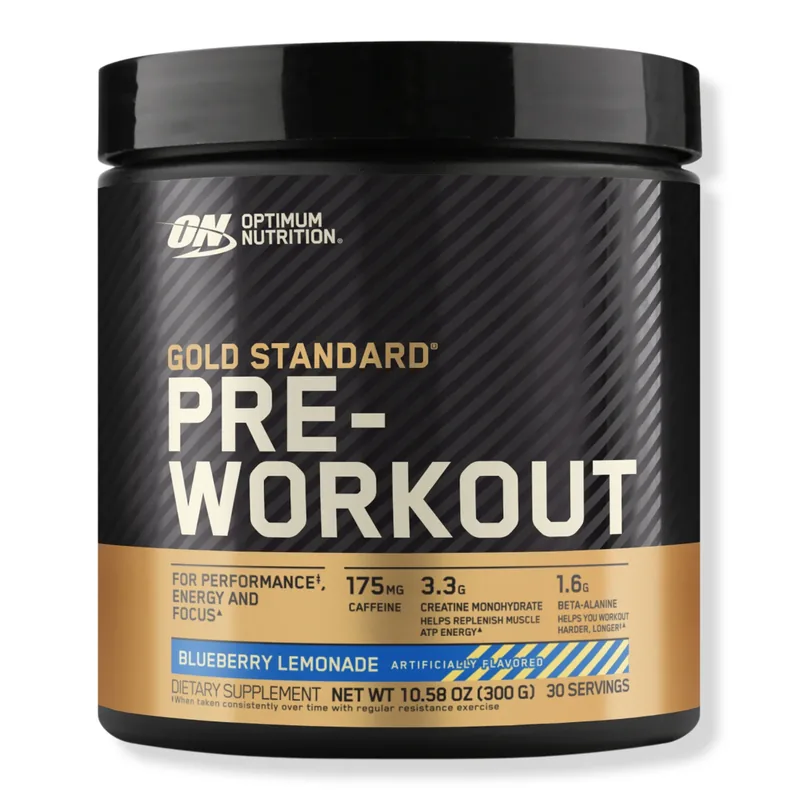 ON OPTIMUM
NUTRITION®
GOLD STANDARD®
PRE-
WORKOUT
FOR PERFORMANCE‡,
ENERGY AND
FOCUS▲
175MG
CAFFEINE
3.3G
CREATINE MONOHYDRATE
HELPS REPLENISH MUSCLE
ATP ENERGY▲
1.6G
BETA-ALANINE
HELPS YOU WORKOUT
HARDER, LONGER‡▲
BLUEBERRY LEMONADE ARTIFICIALLY FLAVORED
DIETARY SUPPLEMENT NET WT 10.58 OZ (300 G) 30 SERVINGS
‡When taken consistently over time with regular resistance exercise